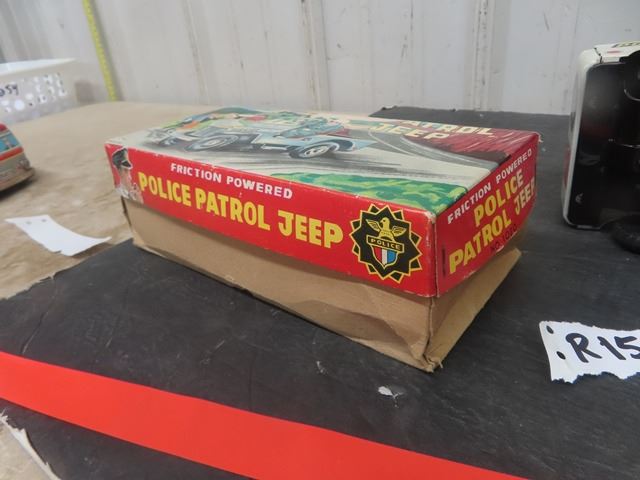 PATROL
JEEP
FRICTION POWERED
POLICE PATROL JEEP
POLICE
FRICTION POWERED
POLICE
PATROL JEEP
R15